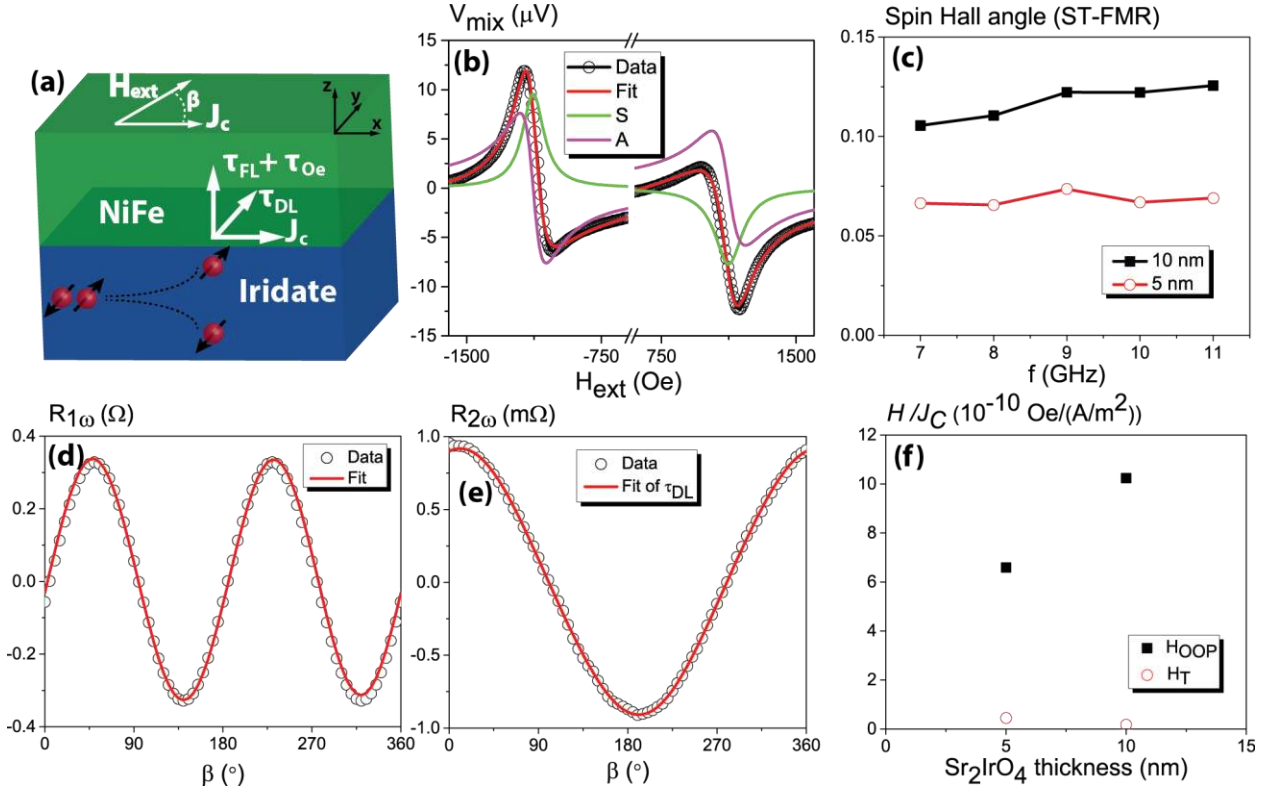 (a)
H_ext
β
J_c
z
y
x
τ_FL + τ_Oe
τ_DL
NiFe
J_c
Iridate
V_mix (μV)
(b)
15
10
5
0
-5
-10
-15
Data
Fit
S
A
-1500
-750
750
1500
H_ext (Oe)
Spin Hall angle (ST-FMR)
(c)
0.15
0.10
0.05
0.00
10 nm
5 nm
7
8
9
10
11
f (GHz)
R_1ω (Ω)
(d)
0.4
0.2
0.0
-0.2
-0.4
Data
Fit
0
90
180
270
360
β (°)
R_2ω (mΩ)
(e)
1.0
0.5
0.0
-0.5
-1.0
Data
Fit of τ_DL
0
90
180
270
360
β (°)
H /J_C (10^-10 Oe/(A/m²))
(f)
12
10
8
6
4
2
0
H_OOP
H_T
0
5
10
15
Sr₂IrO₄ thickness (nm)